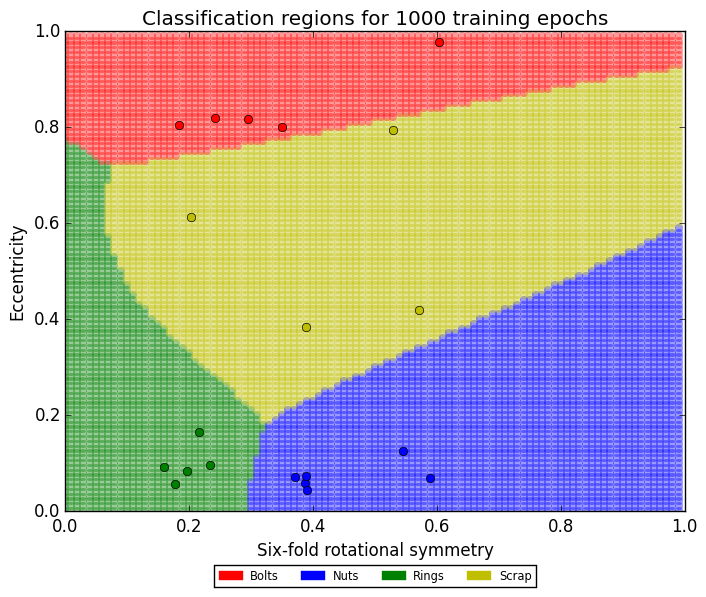 Classification regions for 1000 training epochs
1.0
0.8
0.6
0.4
0.2
0.0
Eccentricity
0.0 0.2 0.4 0.6 0.8 1.0
Six-fold rotational symmetry
Bolts Nuts Rings Scrap